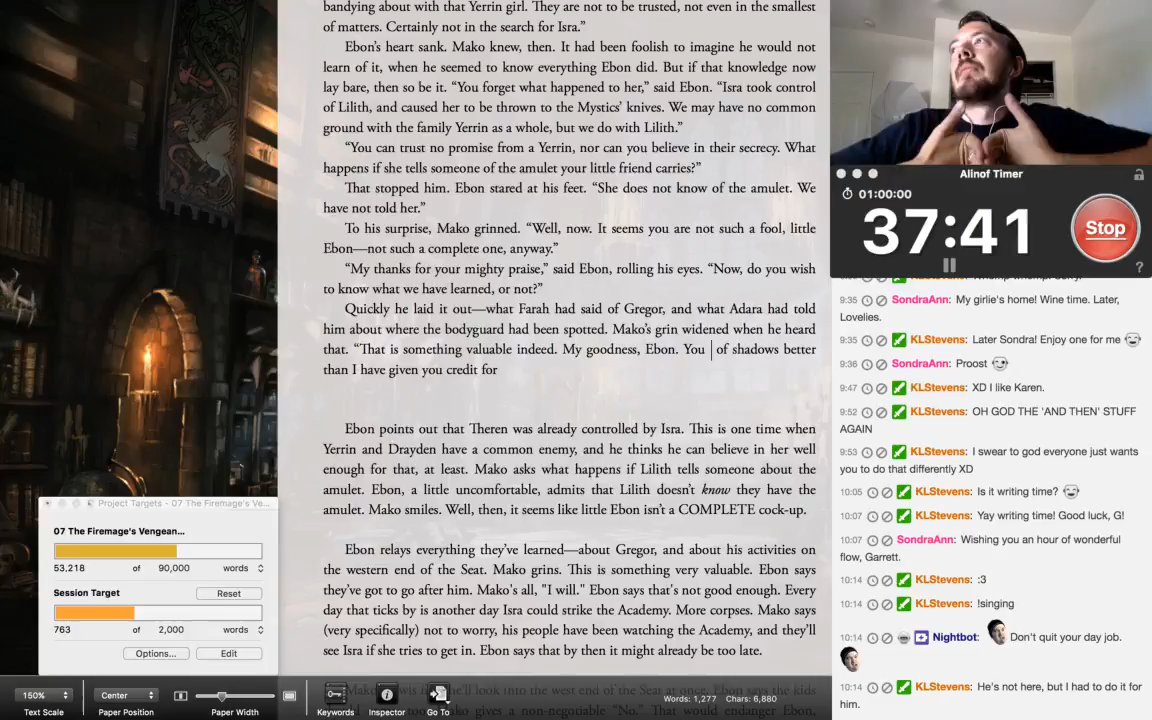 bandying about with that Yerrin girl. They are not to be trusted, not even in the smallest
of matters. Certainly not in the search for Isra.”
Ebon’s heart sank. Mako knew, then. It had been foolish to imagine he would not
learn of it, when he seemed to know everything Ebon did. But if that knowledge now
lay bare, then so be it. “You forget what happened to her,” said Ebon. “Isra took control
of Lilith, and caused her to be thrown to the Mystics’ knives. We may have no common
ground with the family Yerrin as a whole, but we do with Lilith.”
“You can trust no promise from a Yerrin, nor can you believe in their secrecy. What
happens if she tells someone of the amulet your little friend carries?”
That stopped him. Ebon stared at his feet. “She does not know of the amulet. We
have not told her.”
To his surprise, Mako grinned. “Well, now. It seems you are not such a fool, little
Ebon—not such a complete one, anyway.”
“My thanks for your mighty praise,” said Ebon, rolling his eyes. “Now, do you wish
to know what we have learned, or not?”
Quickly he laid it out—what Farah had said of Gregor, and what Adara had told
him about where the bodyguard had been spotted. Mako’s grin widened when he heard
that. “That is something valuable indeed. My goodness, Ebon. You of shadows better
than I have given you credit for
Ebon points out that Theren was already controlled by Isra. This is one time when
Yerrin and Drayden have a common enemy, and he thinks he can believe in her well
enough for that, at least. Mako asks what happens if Lilith tells someone about the
amulet. Ebon, a little uncomfortable, admits that Lilith doesn’t know they have the
amulet. Mako smiles. Well, then, it seems like little Ebon isn’t a COMPLETE cock-up.
Ebon relays everything they’ve learned—about Gregor, and about his activities on
the western end of the Seat. Mako grins. This is something very valuable. Ebon says
they’ve got to go after him. Mako's all, "I will." Ebon says that's not good enough. Every
day that ticks by is another day Isra could strike the Academy. More corpses. Mako says
(very specifically) not to worry, his people have been watching the Academy, and they’ll
see Isra if she tries to get in. Ebon says that by then it might already be too late.
he'll look into the west end of the Seat at once. Ebon says the kids
gives a non-negotiable "No." That would endanger Ebon,
Project Targets - 07 The Firemage's Ve...
07 The Firemage's Vengean...
53,218 of 90,000 words
Session Target
Reset
763 of 2,000 words
Options...
Edit
150%
Text Scale
Center
Paper Position
Paper Width
Keywords
Inspector
Go To
Words: 1,277 Chars: 6,880
Alinof Timer
01:00:00
37:41
Stop
?
SondraAnn: My girlie's home! Wine time. Later,
Lovelies.
9:35 KLStevens: Later Sondra! Enjoy one for me
9:36 SondraAnn: Proost
9:47 KLStevens: XD I like Karen.
9:52 KLStevens: OH GOD THE 'AND THEN' STUFF
AGAIN
9:53 KLStevens: I swear to god everyone just wants
you to do that differently XD
10:05 KLStevens: Is it writing time?
10:07 KLStevens: Yay writing time! Good luck, G!
10:07 SondraAnn: Wishing you an hour of wonderful
flow, Garrett.
10:14 KLStevens: :3
10:14 KLStevens: !singing
10:14 Nightbot: Don't quit your day job.
10:14 KLStevens: He's not here, but I had to do it for
him.